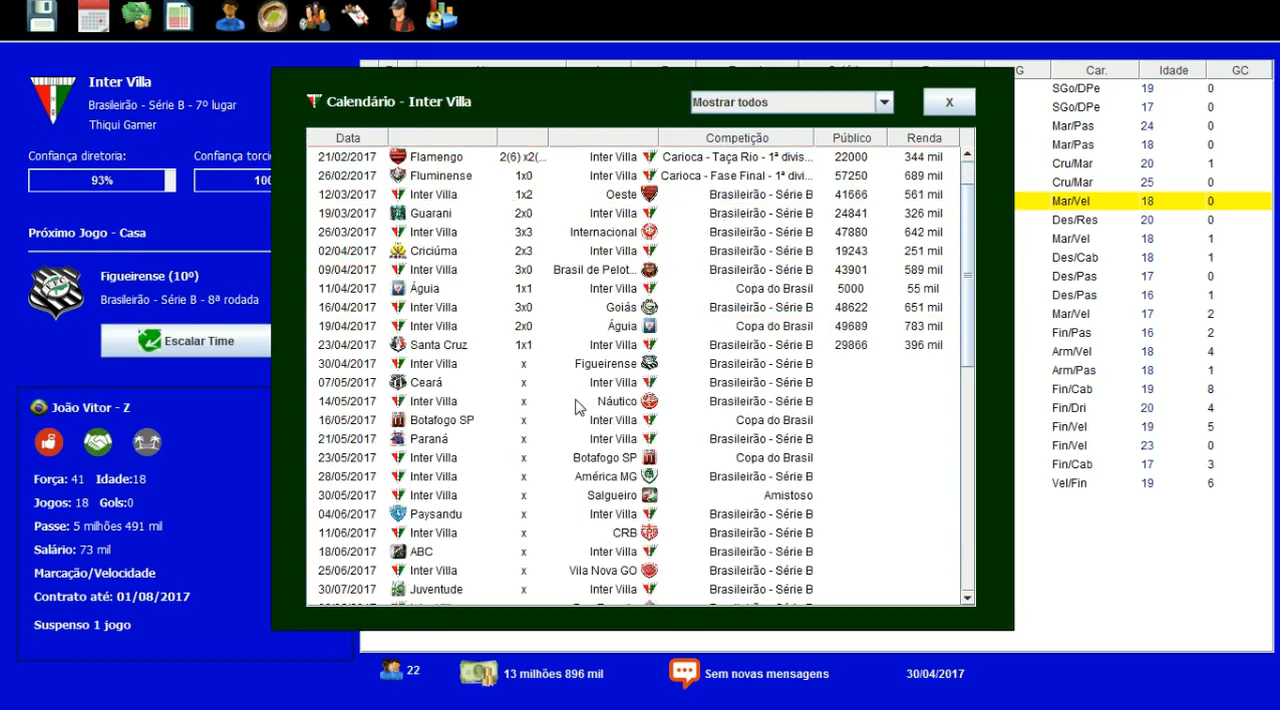 Inter Villa
Brasileirão - Série B - 7º lugar
Thiqui Gamer
Confiança diretoria:
Confiança torci
93%
100
Próximo Jogo - Casa
Figueirense (10º)
Brasileirão - Série B - 8ª rodada
Escalar Time
João Vitor - Z
Força: 41 Idade:18
Jogos: 18 Gols:0
Passe: 5 milhões 491 mil
Salário: 73 mil
Marcação/Velocidade
Contrato até: 01/08/2017
Suspenso 1 jogo
Calendário - Inter Villa
Mostrar todos
X
Data Competição Público Renda
21/02/2017 Flamengo 2(6) x2(... Inter Villa Carioca - Taça Rio - 1ª divis... 22000 344 mil
26/02/2017 Fluminense 1x0 Inter Villa Carioca - Fase Final - 1ª divi... 57250 689 mil
12/03/2017 Inter Villa 1x2 Oeste Brasileirão - Série B 41666 561 mil
19/03/2017 Guarani 2x0 Inter Villa Brasileirão - Série B 24841 326 mil
26/03/2017 Inter Villa 3x3 Internacional Brasileirão - Série B 47880 642 mil
02/04/2017 Criciúma 2x3 Inter Villa Brasileirão - Série B 19243 251 mil
09/04/2017 Inter Villa 3x0 Brasil de Pelot... Brasileirão - Série B 43901 589 mil
11/04/2017 Águia 1x1 Inter Villa Copa do Brasil 5000 55 mil
16/04/2017 Inter Villa 3x0 Goiás Brasileirão - Série B 48622 651 mil
19/04/2017 Inter Villa 2x0 Águia Copa do Brasil 49689 783 mil
23/04/2017 Santa Cruz 1x1 Inter Villa Brasileirão - Série B 29866 396 mil
30/04/2017 Inter Villa x Figueirense Brasileirão - Série B
07/05/2017 Ceará x Inter Villa Brasileirão - Série B
14/05/2017 Inter Villa x Náutico Brasileirão - Série B
16/05/2017 Botafogo SP x Inter Villa Copa do Brasil
21/05/2017 Paraná x Inter Villa Brasileirão - Série B
23/05/2017 Inter Villa x Botafogo SP Copa do Brasil
28/05/2017 Inter Villa x América MG Brasileirão - Série B
30/05/2017 Inter Villa x Salgueiro Amistoso
04/06/2017 Paysandu x Inter Villa Brasileirão - Série B
11/06/2017 Inter Villa x CRB Brasileirão - Série B
18/06/2017 ABC x Inter Villa Brasileirão - Série B
25/06/2017 Inter Villa x Vila Nova GO Brasileirão - Série B
30/07/2017 Juventude x Inter Villa Brasileirão - Série B
G Car. Idade GC
SGo/DPe 19 0
SGo/DPe 17 0
Mar/Pas 24 0
Mar/Pas 18 0
Cru/Mar 20 1
Cru/Mar 25 0
Mar/Vel 18 0
Des/Res 20 0
Mar/Vel 18 1
Des/Cab 18 1
Des/Pas 17 0
Des/Pas 16 1
Mar/Vel 17 2
Fin/Pas 16 2
Arm/Vel 18 4
Arm/Pas 18 1
Fin/Cab 19 8
Fin/Dri 20 4
Fin/Vel 19 5
Fin/Vel 23 0
Fin/Cab 17 3
Vel/Fin 19 6
22
13 milhões 896 mil
Sem novas mensagens
30/04/2017